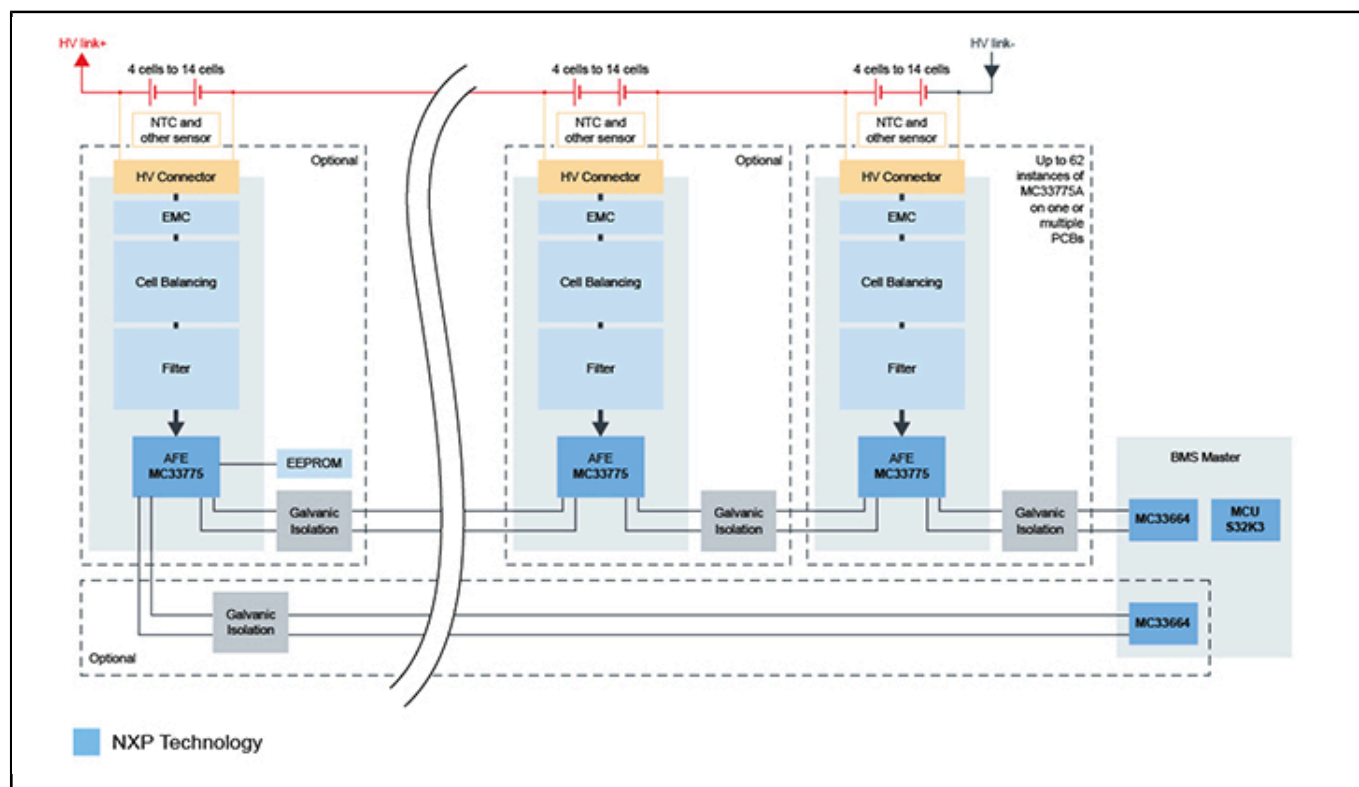 HV link+
HV link-
4 cells to 14 cells
4 cells to 14 cells
4 cells to 14 cells
NTC and
other sensor
NTC and
other sensor
NTC and
other sensor
Optional
Optional
Up to 62
instances of
MC33775A
on one or
multiple
PCBs
HV Connector
HV Connector
HV Connector
EMC
EMC
EMC
Cell Balancing
Cell Balancing
Cell Balancing
Filter
Filter
Filter
AFE
MC33775
EEPROM
AFE
MC33775
AFE
MC33775
BMS Master
Galvanic
Isolation
Galvanic
Isolation
Galvanic
Isolation
MC33664
MCU
S32K3
Galvanic
Isolation
MC33664
Optional
NXP Technology